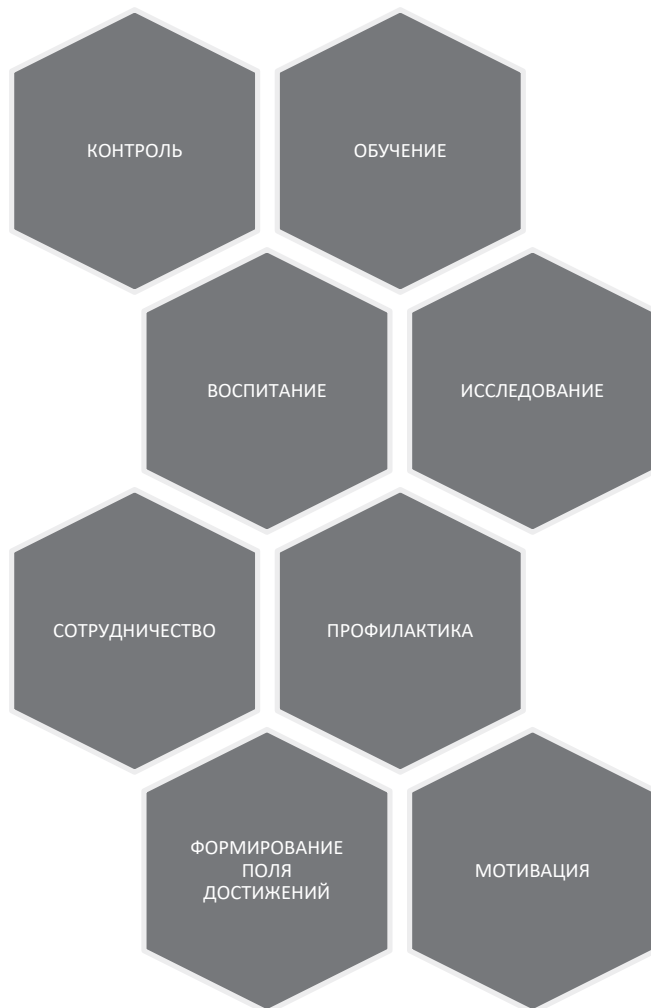 КОНТРОЛЬ
ОБУЧЕНИЕ
ВОСПИТАНИЕ
ИССЛЕДОВАНИЕ
СОТРУДНИЧЕСТВО
ПРОФИЛАКТИКА
ФОРМИРОВАНИЕ
ПОЛЯ
ДОСТИЖЕНИЙ
МОТИВАЦИЯ